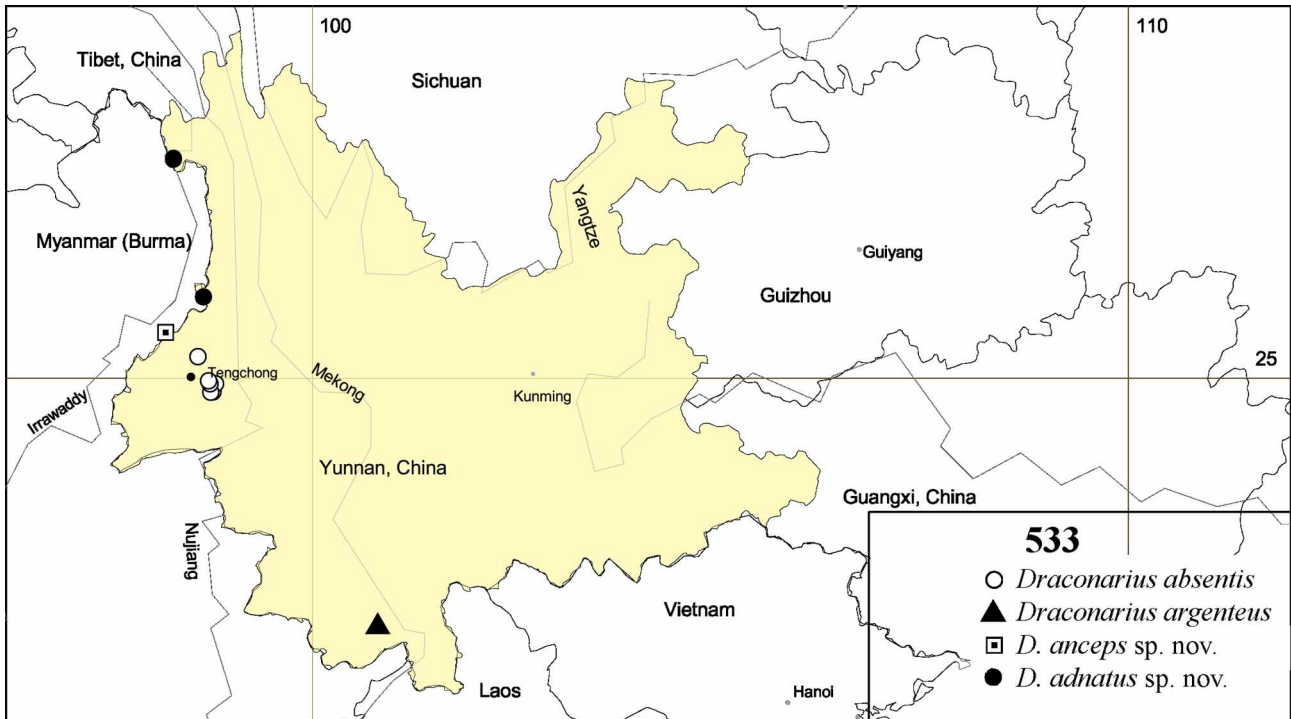 100
110
Tibet, China
Sichuan
Yangtze
Myanmar (Burma)
Guiyang
Guizhou
25
Tengchong
Mekong
Kunming
Irrawaddy
Yunnan, China
Guangxi, China
Nujiang
533
Draconarius absentis
Draconarius argenteus
D. anceps sp. nov.
D. adnatus sp. nov.
Vietnam
Laos
Hanoi